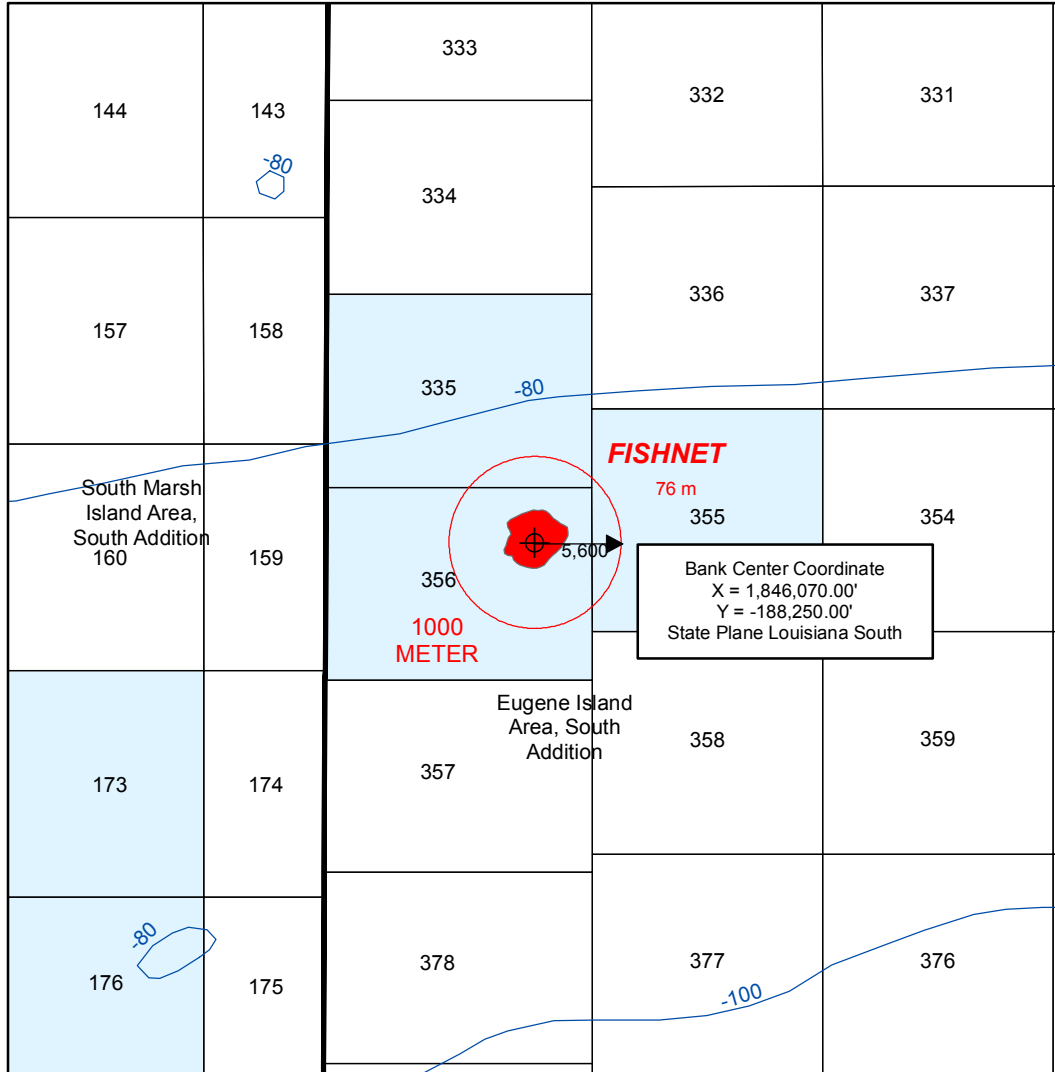 333
332
331
144
143
-80
334
336
337
157
158
335
-80
FISHNET
76 m
355
354
South Marsh
Island Area,
South Addition
160
159
356
5,600
1000
METER
Bank Center Coordinate
X = 1,846,070.00'
Y = -188,250.00'
State Plane Louisiana South
Eugene Island
Area, South
Addition
358
359
357
173
174
-80
176
175
378
377
376
-100